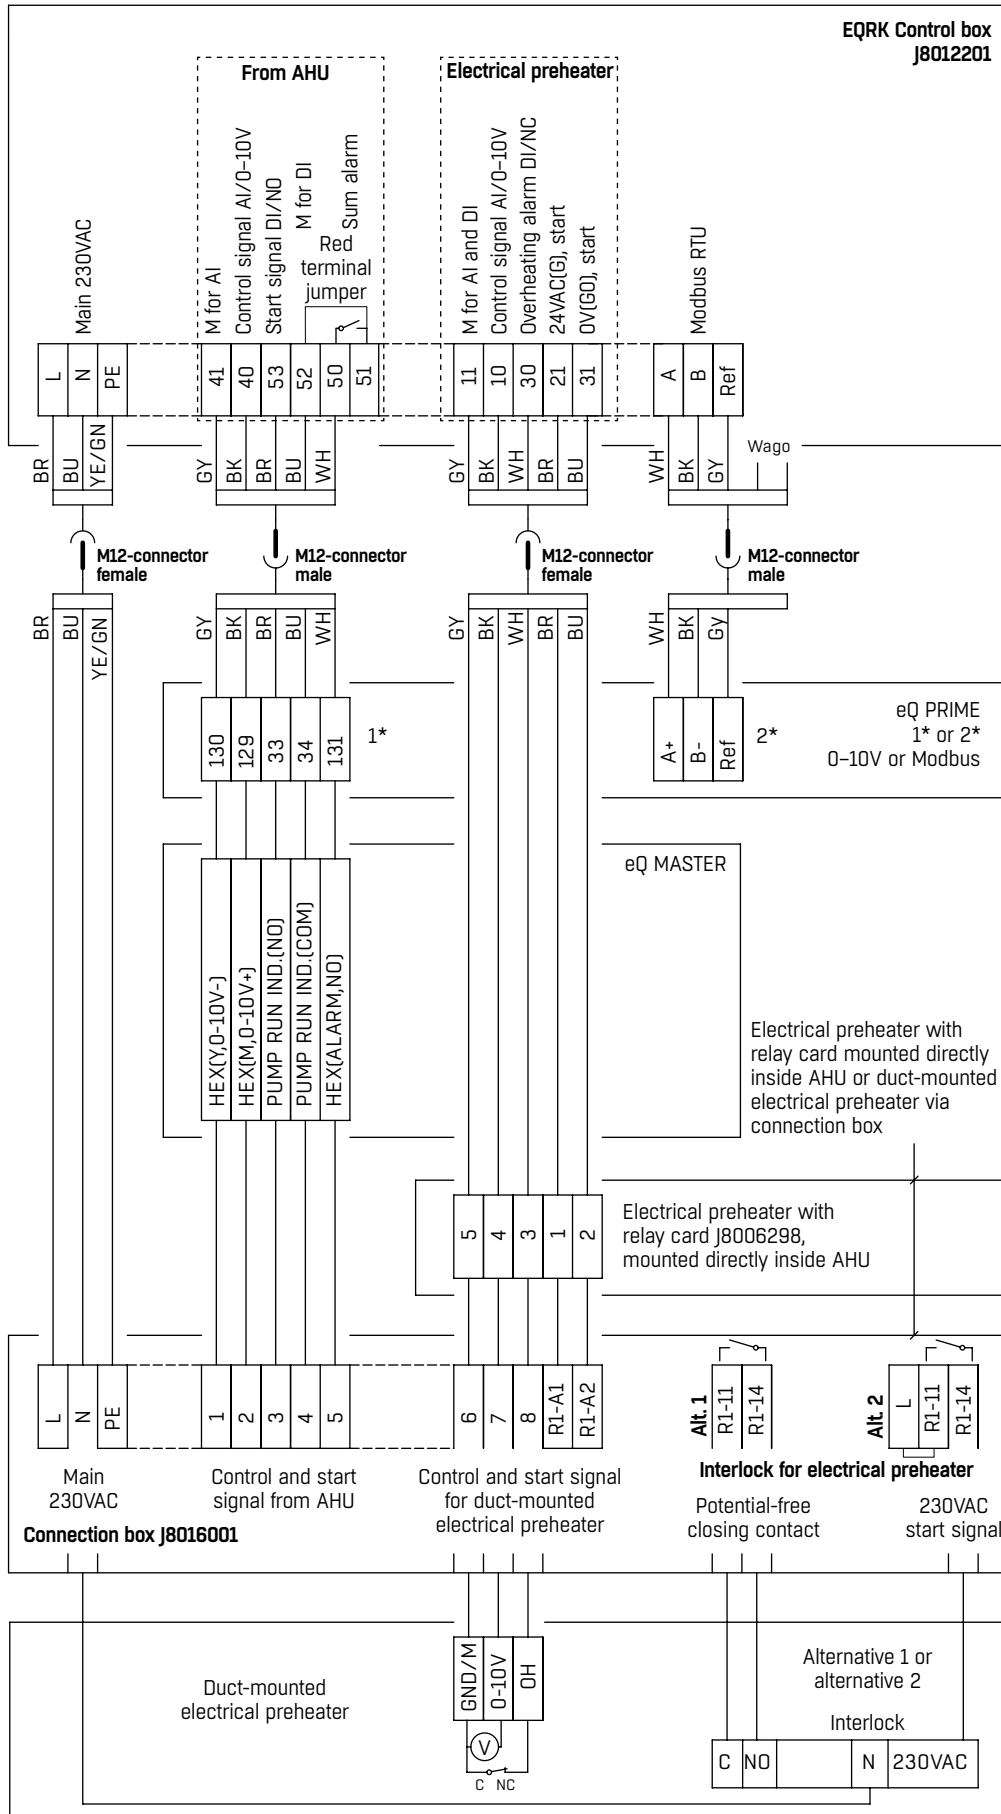 EQRK Control box
J8012201
From AHU
Electrical preheater
Main 230VAC
M for AI
Control signal AI/0–10V
Start signal DI/NO
M for DI
Sum alarm
Red
terminal
jumper
M for AI and DI
Control signal AI/0–10V
Overheating alarm DI/NC
24VAC(G), start
0V(G0), start
Modbus RTU
L
N
PE
41
40
53
52
50
51
11
10
30
21
31
A
B
Ref
BR
BU
YE/GN
GY
BK
BR
BU
WH
GY
BK
WH
BR
BU
WH
BK
GY
Wago
M12-connector
female
M12-connector
male
M12-connector
female
M12-connector
male
BR
BU
YE/GN
GY
BK
BR
BU
WH
GY
BK
WH
BR
BU
WH
BK
Gy
130
129
33
34
131
1*
A+
B-
Ref
2*
eQ PRIME
1* or 2*
0–10V or Modbus
eQ MASTER
HEX(Y,0-10V-)
HEX(M,0-10V+)
PUMP RUN IND.(NO)
PUMP RUN IND.(COM)
HEX(ALARM,NO)
Electrical preheater with
relay card mounted directly
inside AHU or duct-mounted
electrical preheater via
connection box
5
4
3
1
2
Electrical preheater with
relay card J8006298,
mounted directly inside AHU
L
N
PE
1
2
3
4
5
6
7
8
R1-A1
R1-A2
Alt. 1
R1-11
R1-14
Alt. 2
L
R1-11
R1-14
Main
230VAC
Control and start
signal from AHU
Control and start signal
for duct-mounted
electrical preheater
Interlock for electrical preheater
Potential-free
closing contact
230VAC
start signal
Connection box J8016001
Duct-mounted
electrical preheater
GND/M
0-10V
OH
V
C NC
Alternative 1 or
alternative 2
Interlock
C
NO
N
230VAC